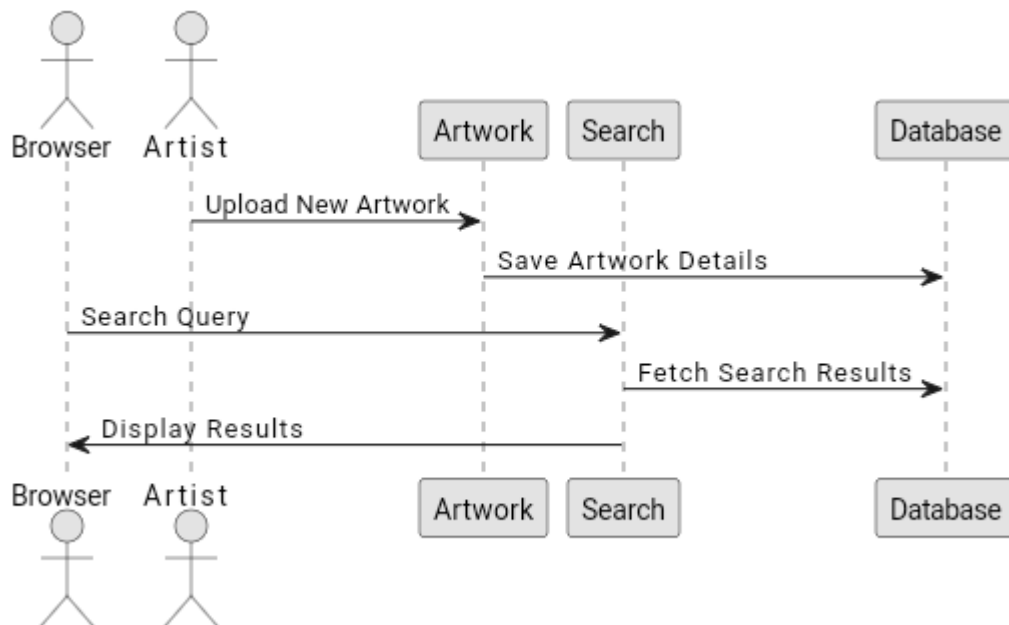 Browser
Artist
Artwork
Search
Database
Upload New Artwork
Save Artwork Details
Search Query
Fetch Search Results
Display Results
Browser
Artist
Artwork
Search
Database